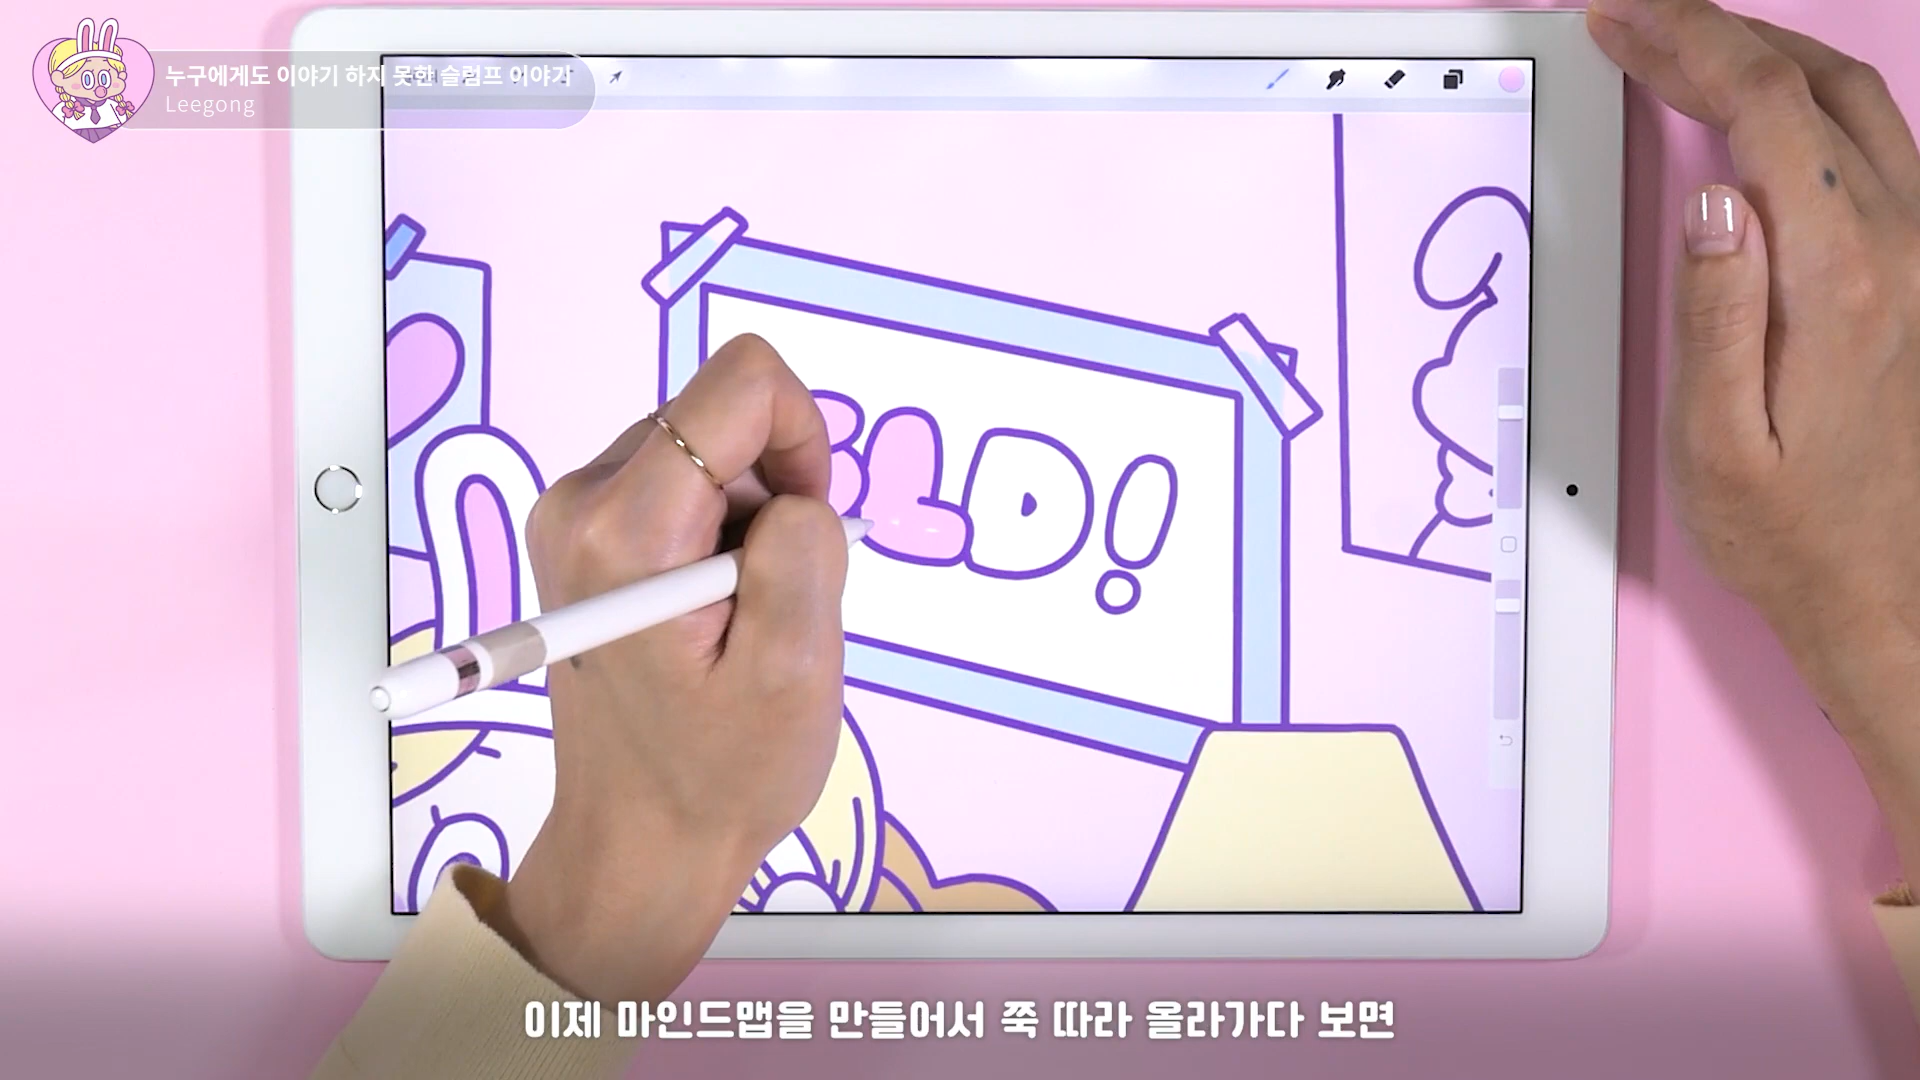 누구에게도 이야기 하지 못한 슬럼프 이야기
Leegong
LD!
이제 마인드맵을 만들어서 쭉 따라 올라가다 보면